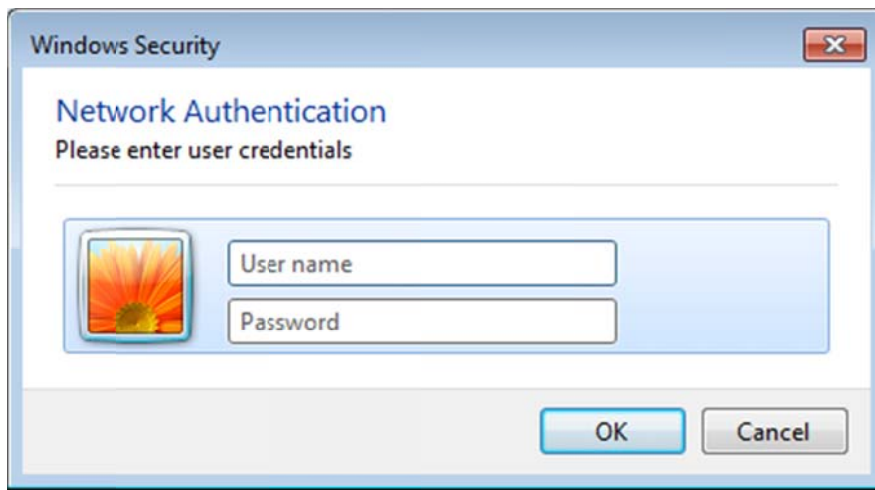 Windows Security
Network Authentication
Please enter user credentials
User name
Password
OK
Cancel